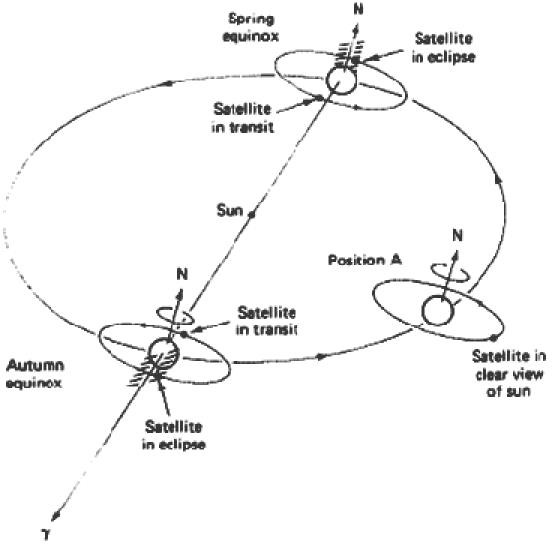 Spring
equinox
N
Satellite
in eclipse
Satellite
in transit
Sun
Position A
N
N
Satellite
in transit
Satellite in
clear view
of sun
Autumn
equinox
Satellite
in eclipse
γ